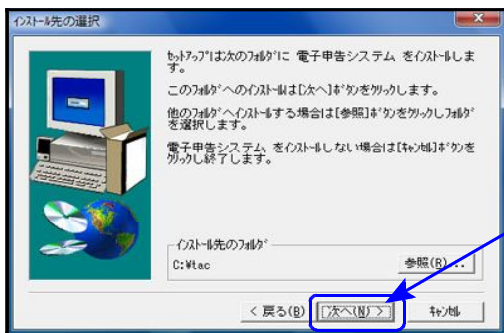 ｲﾝｽﾄｰﾙ先の選択
ｾｯﾄｱｯﾌﾟは次のﾌｫﾙﾀﾞに 電子申告システム をｲﾝｽﾄｰﾙしま
す。
このﾌｫﾙﾀﾞへのｲﾝｽﾄｰﾙは[次へ]ﾎﾞﾀﾝをｸﾘｯｸします。
他のﾌｫﾙﾀﾞへｲﾝｽﾄｰﾙする場合は[参照]ﾎﾞﾀﾝをｸﾘｯｸしﾌｫﾙﾀﾞ
を選択します。
電子申告システム をｲﾝｽﾄｰﾙしない場合は[ｷｬﾝｾﾙ]ﾎﾞﾀﾝを
ｸﾘｯｸし終了します。
ｲﾝｽﾄｰﾙ先のﾌｫﾙﾀﾞ
C:¥tac
参照(R)...
< 戻る(B)
次へ(N) >
ｷｬﾝｾﾙ